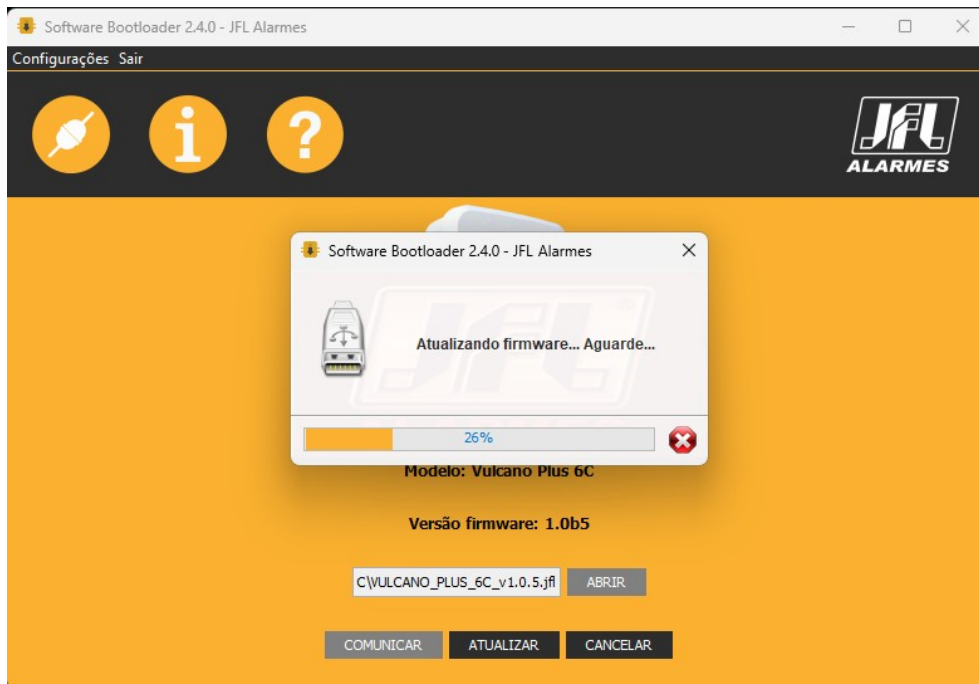 Software Bootloader 2.4.0 - JFL Alarmes
Configurações Sair
JFL
ALARMES
Software Bootloader 2.4.0 - JFL Alarmes
Atualizando firmware... Aguarde...
26%
Modelo: Vulcano Plus 6C
Versão firmware: 1.0b5
C\VULCANO_PLUS_6C_v1.0.5.jfl ABRIR
COMUNICAR ATUALIZAR CANCELAR